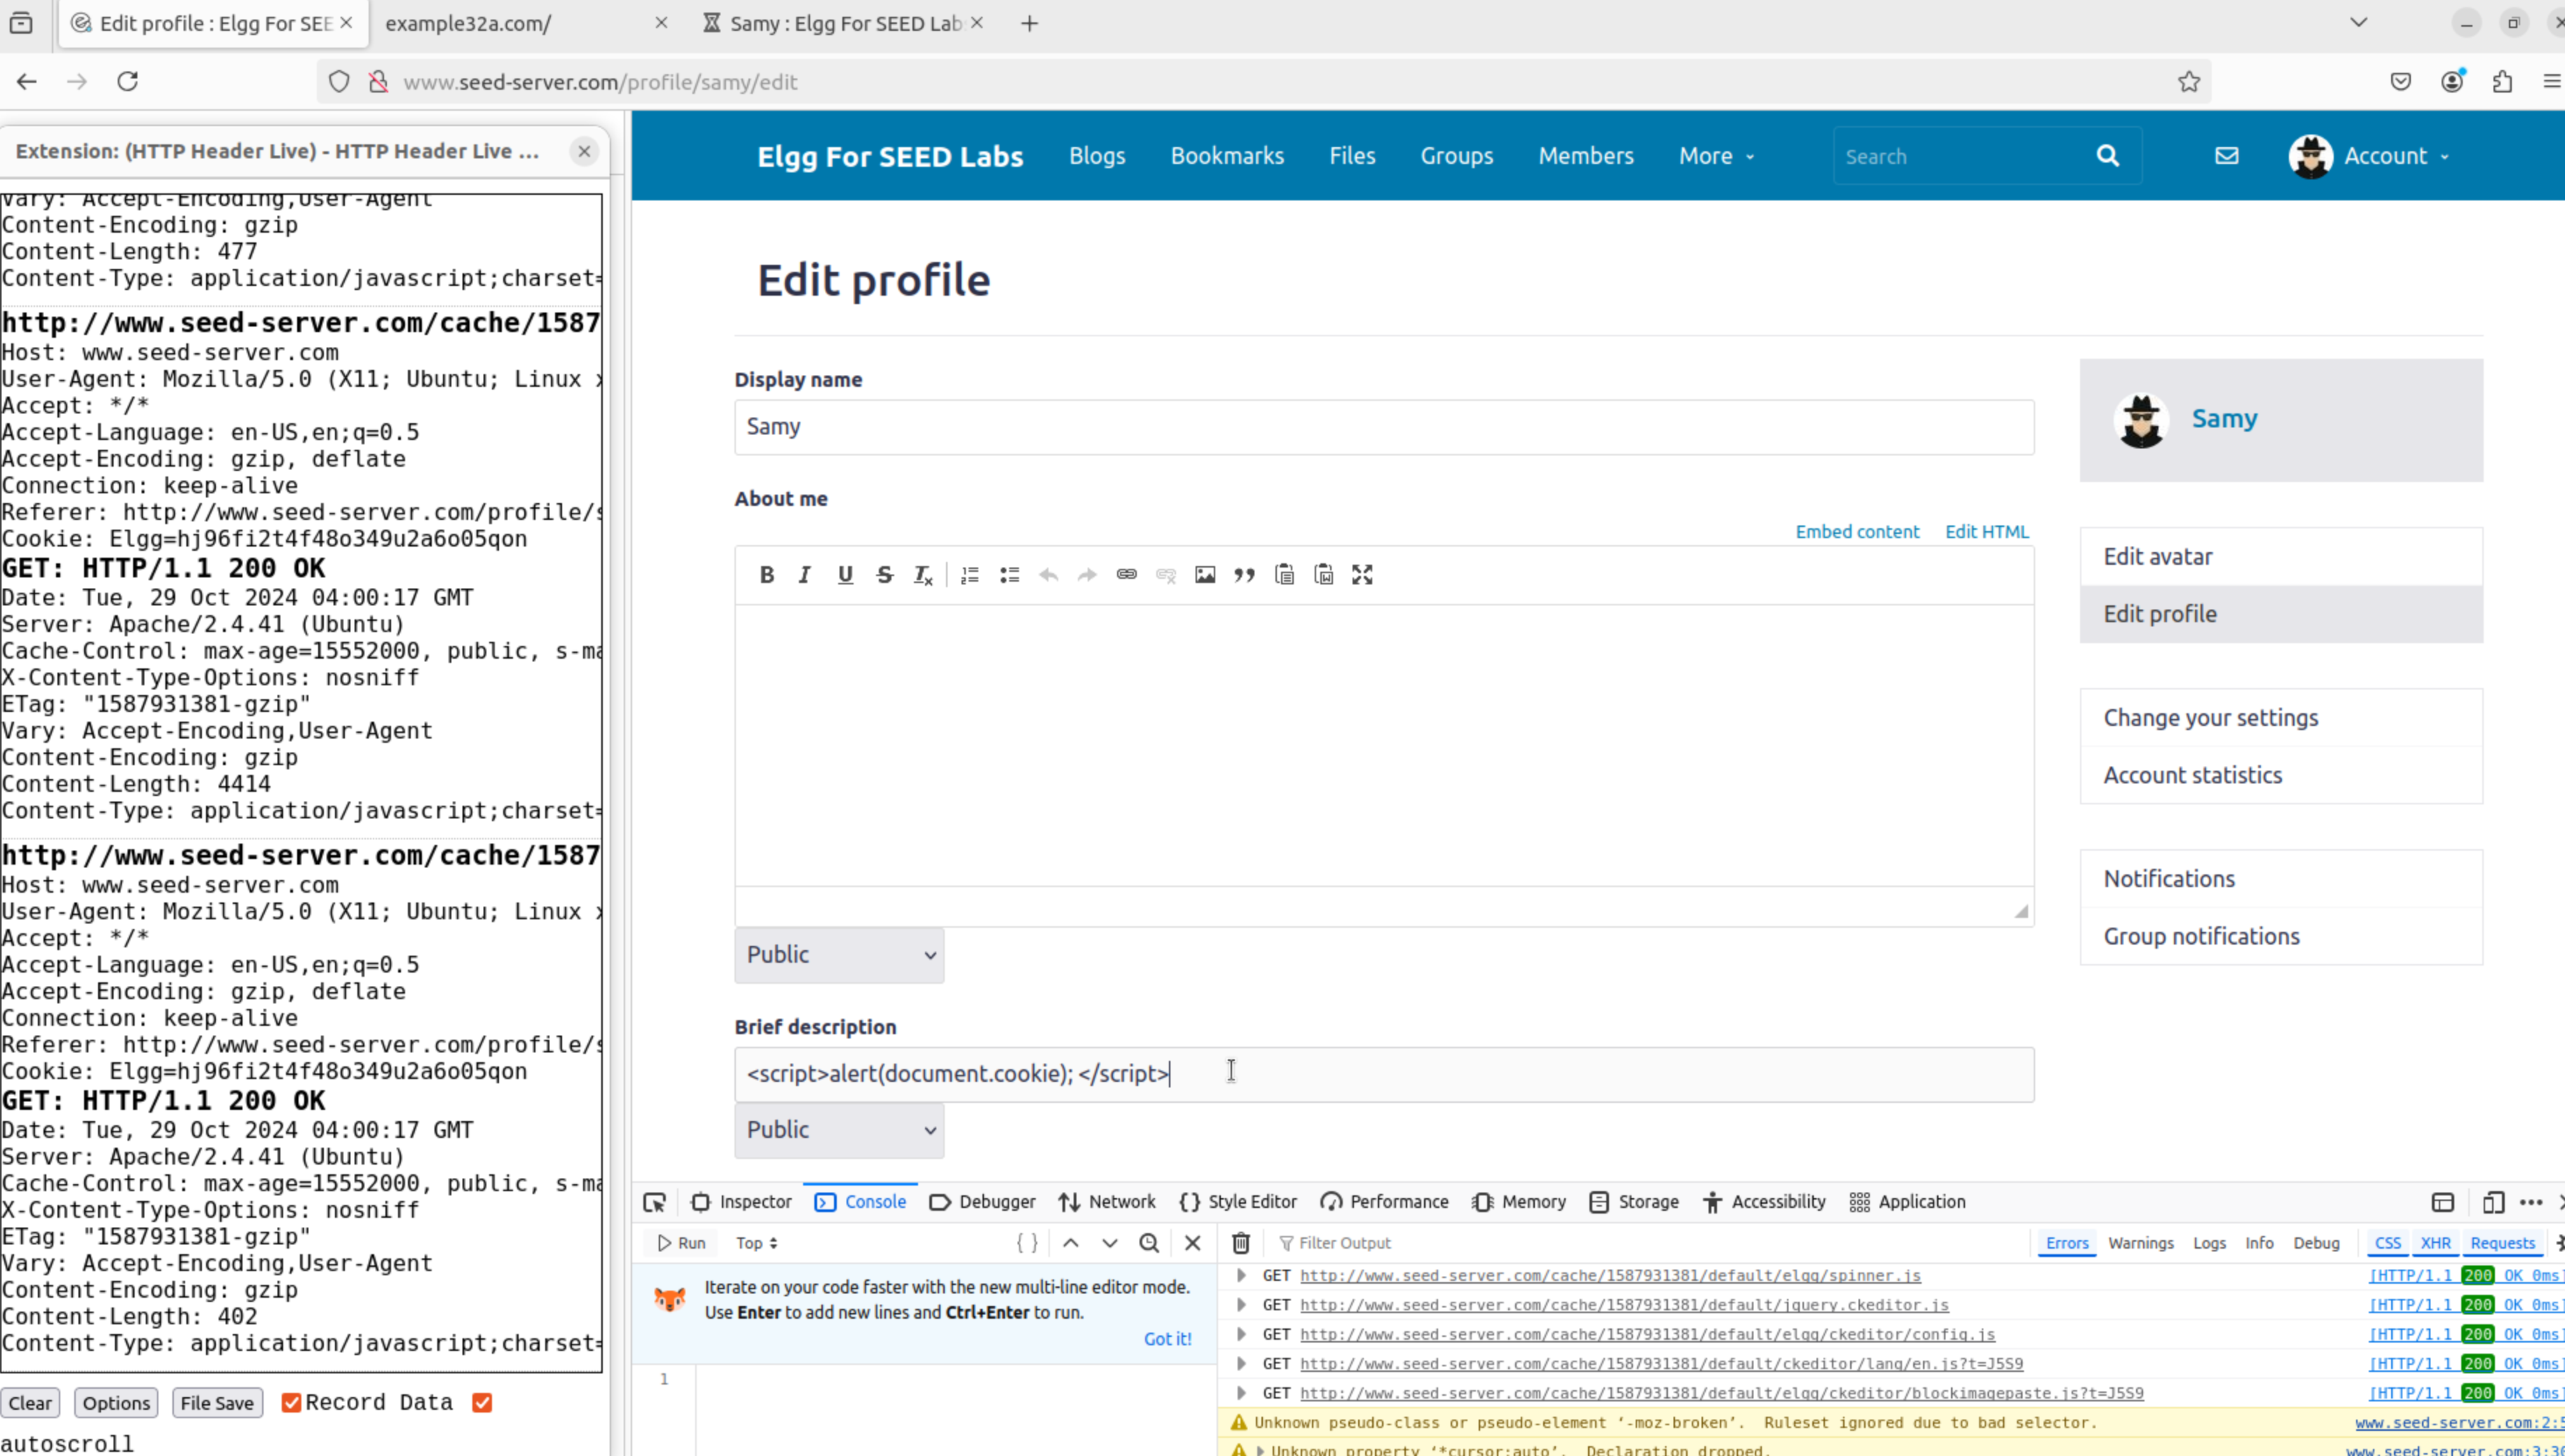 Edit profile : Elgg For SEE
example32a.com/
Samy : Elgg For SEED Lab
www.seed-server.com/profile/samy/edit
Extension: (HTTP Header Live) - HTTP Header Live ...
Vary: Accept-Encoding,User-Agent
Content-Encoding: gzip
Content-Length: 477
Content-Type: application/javascript;charset=
http://www.seed-server.com/cache/1587
Host: www.seed-server.com
User-Agent: Mozilla/5.0 (X11; Ubuntu; Linux x
Accept: */*
Accept-Language: en-US,en;q=0.5
Accept-Encoding: gzip, deflate
Connection: keep-alive
Referer: http://www.seed-server.com/profile/s
Cookie: Elgg=hj96fi2t4f48o349u2a6o05qon
GET: HTTP/1.1 200 OK
Date: Tue, 29 Oct 2024 04:00:17 GMT
Server: Apache/2.4.41 (Ubuntu)
Cache-Control: max-age=15552000, public, s-ma
X-Content-Type-Options: nosniff
ETag: "1587931381-gzip"
Vary: Accept-Encoding,User-Agent
Content-Encoding: gzip
Content-Length: 4414
Content-Type: application/javascript;charset=
http://www.seed-server.com/cache/1587
Host: www.seed-server.com
User-Agent: Mozilla/5.0 (X11; Ubuntu; Linux x
Accept: */*
Accept-Language: en-US,en;q=0.5
Accept-Encoding: gzip, deflate
Connection: keep-alive
Referer: http://www.seed-server.com/profile/s
Cookie: Elgg=hj96fi2t4f48o349u2a6o05qon
GET: HTTP/1.1 200 OK
Date: Tue, 29 Oct 2024 04:00:17 GMT
Server: Apache/2.4.41 (Ubuntu)
Cache-Control: max-age=15552000, public, s-ma
X-Content-Type-Options: nosniff
ETag: "1587931381-gzip"
Vary: Accept-Encoding,User-Agent
Content-Encoding: gzip
Content-Length: 402
Content-Type: application/javascript;charset=
Clear Options File Save Record Data
autoscroll
Elgg For SEED Labs Blogs Bookmarks Files Groups Members More Search Account
Edit profile
Display name
Samy
About me
Embed content Edit HTML
Public
Brief description
<script>alert(document.cookie); </script>
Public
Samy
Edit avatar
Edit profile
Change your settings
Account statistics
Notifications
Group notifications
Inspector Console Debugger Network Style Editor Performance Memory Storage Accessibility Application
Run Top Filter Output Errors Warnings Logs Info Debug CSS XHR Requests
Iterate on your code faster with the new multi-line editor mode.
Use Enter to add new lines and Ctrl+Enter to run.
Got it!
1
GET http://www.seed-server.com/cache/1587931381/default/elgg/spinner.js [HTTP/1.1 200 OK 0ms]
GET http://www.seed-server.com/cache/1587931381/default/jquery.ckeditor.js [HTTP/1.1 200 OK 0ms]
GET http://www.seed-server.com/cache/1587931381/default/elgg/ckeditor/config.js [HTTP/1.1 200 OK 0ms]
GET http://www.seed-server.com/cache/1587931381/default/ckeditor/lang/en.js?t=J5S9 [HTTP/1.1 200 OK 0ms]
GET http://www.seed-server.com/cache/1587931381/default/elgg/ckeditor/blockimagepaste.js?t=J5S9 [HTTP/1.1 200 OK 0ms]
Unknown pseudo-class or pseudo-element ‘-moz-broken’. Ruleset ignored due to bad selector. www.seed-server.com:2:5
Unknown property ‘*cursor:auto’. Declaration dropped. www.seed-server.com:3:30